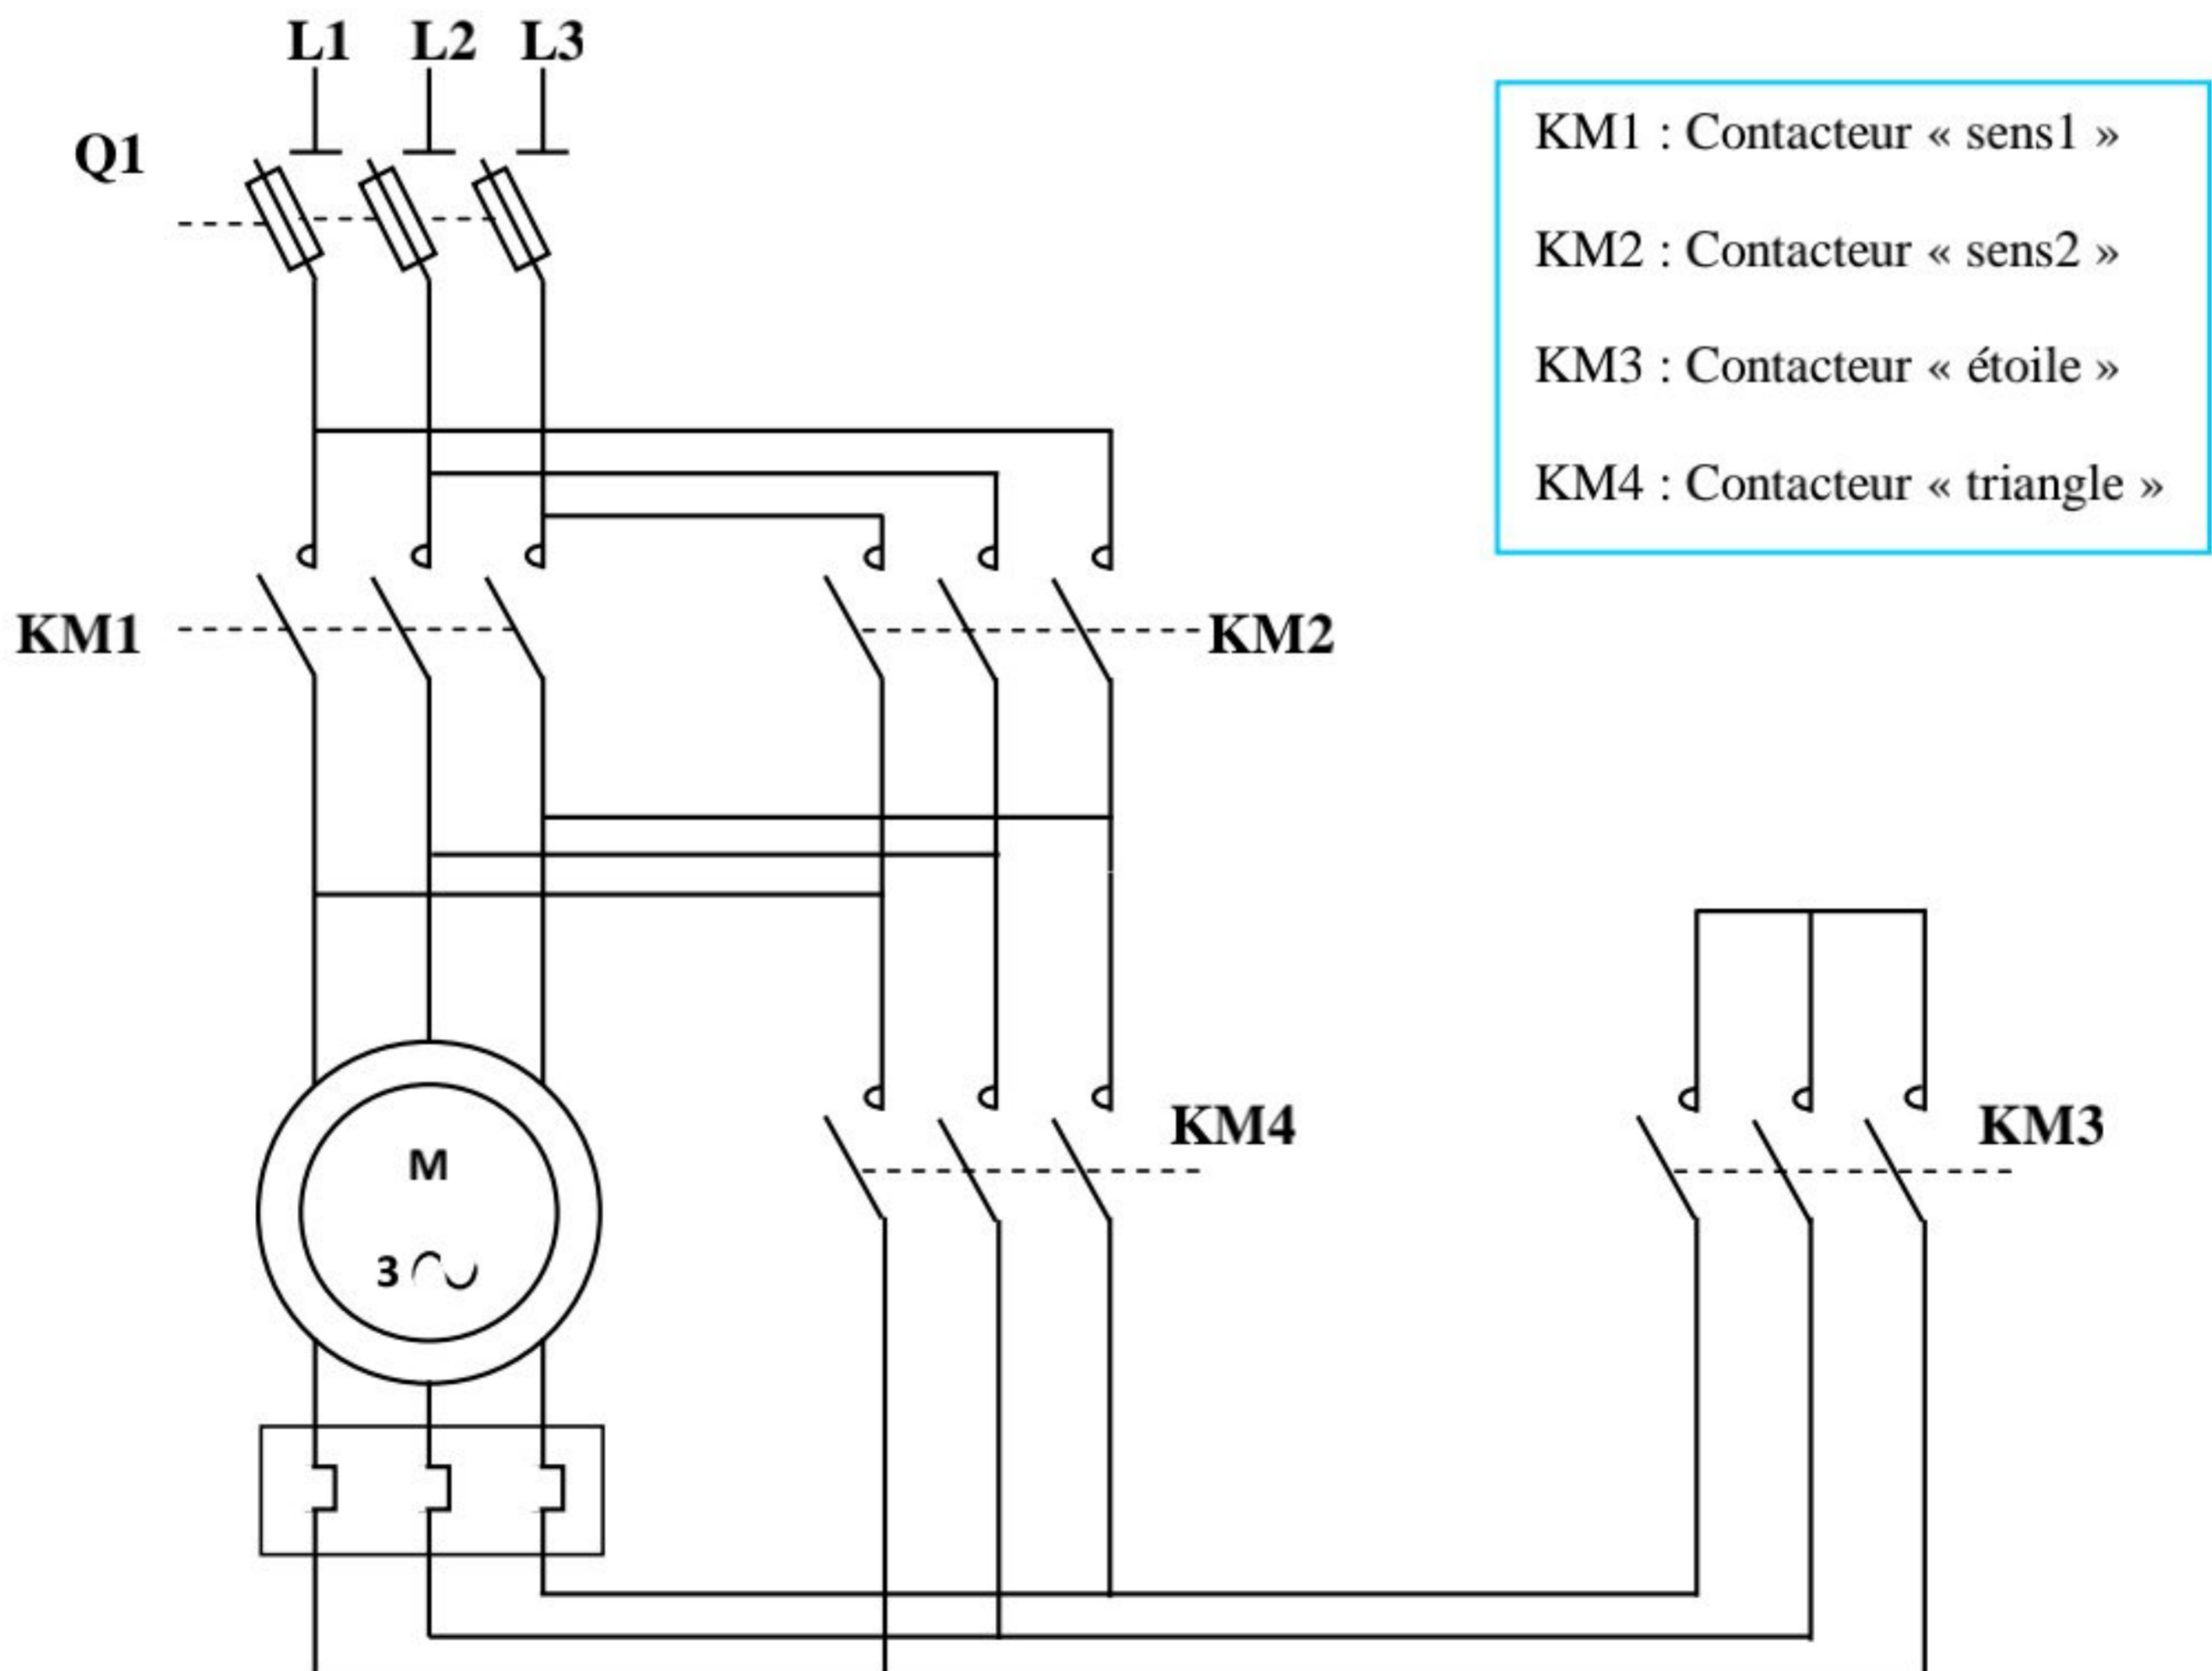 L1 L2 L3
Q1
KM1 : Contacteur « sens1 »
KM2 : Contacteur « sens2 »
KM3 : Contacteur « étoile »
KM4 : Contacteur « triangle »
KM1
KM2
KM4
KM3
M
3